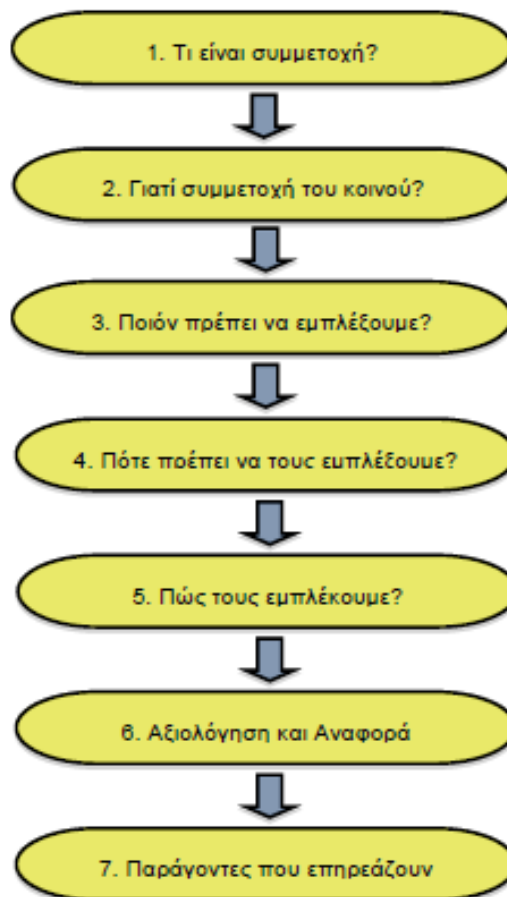 1. Τι είναι συμμετοχή?
2. Γιατί συμμετοχή του κοινού?
3. Ποιόν πρέπει να εμπλέξουμε?
4. Πότε πρέπει να τους εμπλέξουμε?
5. Πώς τους εμπλέκουμε?
6. Αξιολόγηση και Αναφορά
7. Παράγοντες που επηρεάζουν